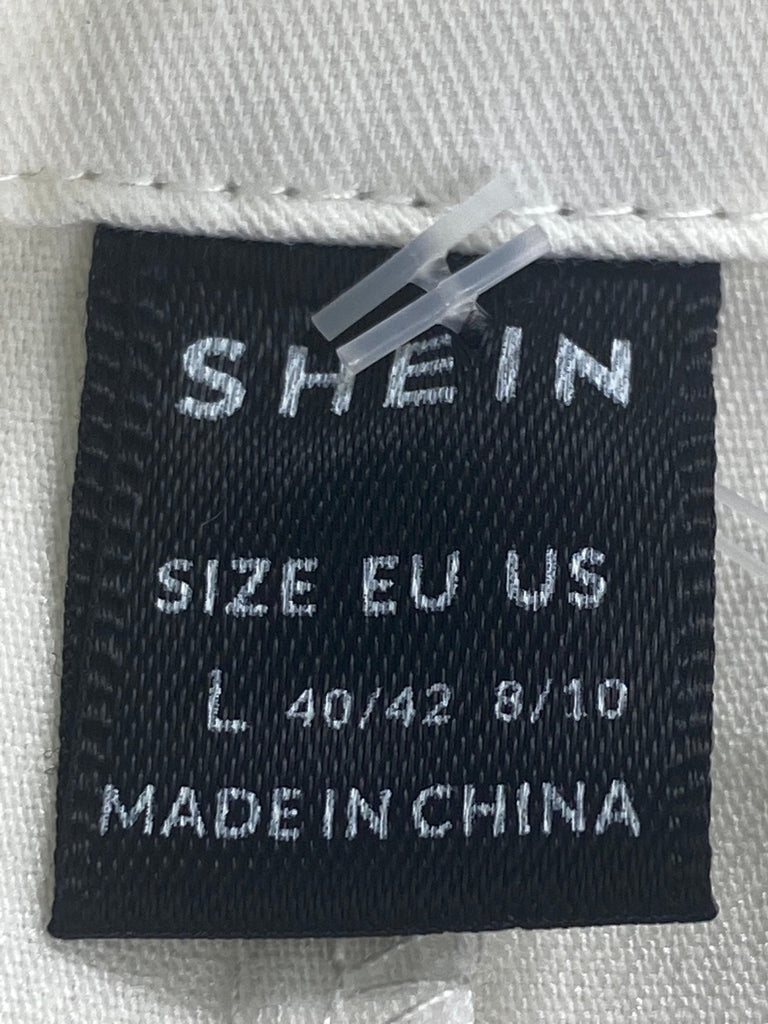 SHEIN
SIZE EU US
L 40/42 8/10
MADE IN CHINA